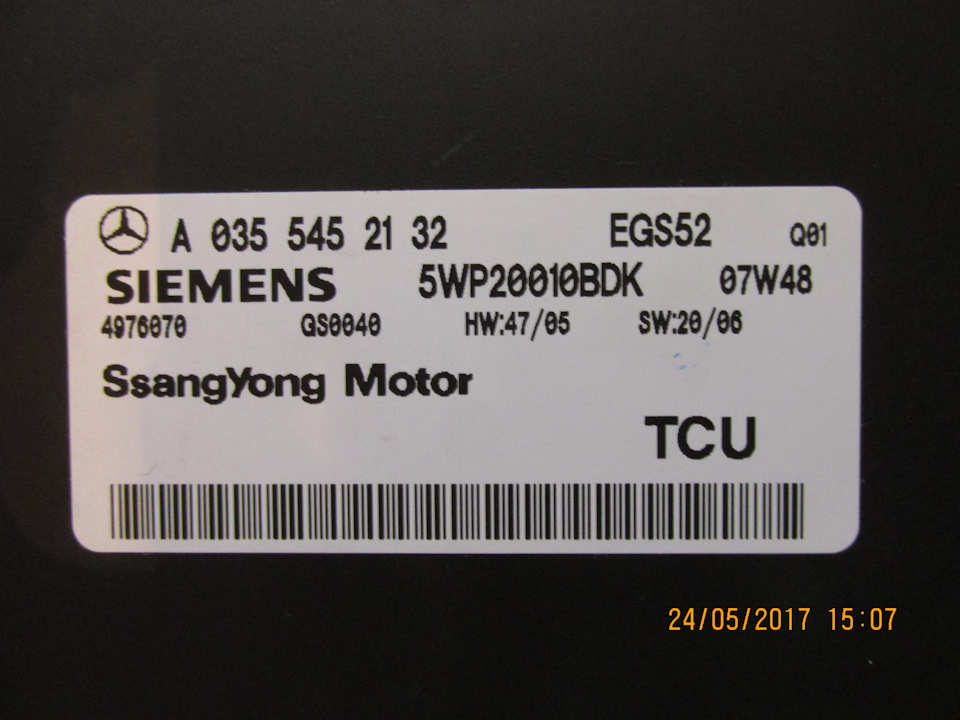 A 035 545 21 32 EGS52 Q01
SIEMENS 5WP20010BDK 07W48
4976070 GS0040 HW:47/05 SW:20/06
SsangYong Motor
TCU
24/05/2017 15:07